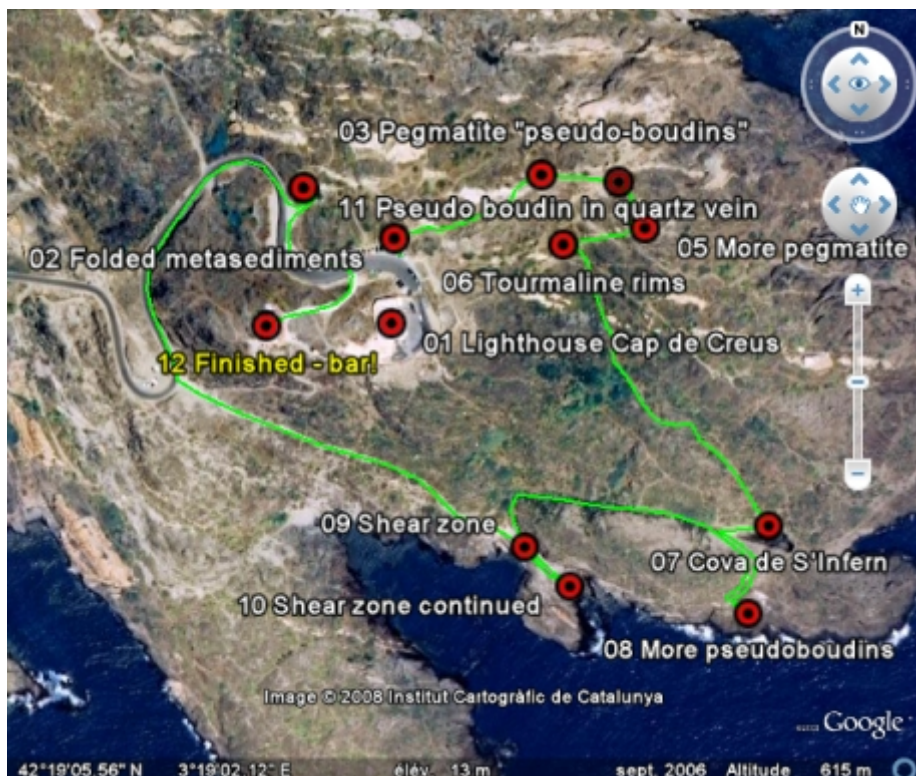 N
03 Pegmatite "pseudo-boudins"
11 Pseudo boudin in quartz vein
02 Folded metasediments
05 More pegmatite
06 Tourmaline rims
01 Lighthouse Cap de Creus
12 Finished - bar!
09 Shear zone
07 Cova de S'Infern
10 Shear zone continued
08 More pseudoboudins
Image © 2008 Institut Cartogràfic de Catalunya
Google
42°19'05.56" N 3°19'02.12" E élév. 13 m sept. 2006 Altitude 615 m